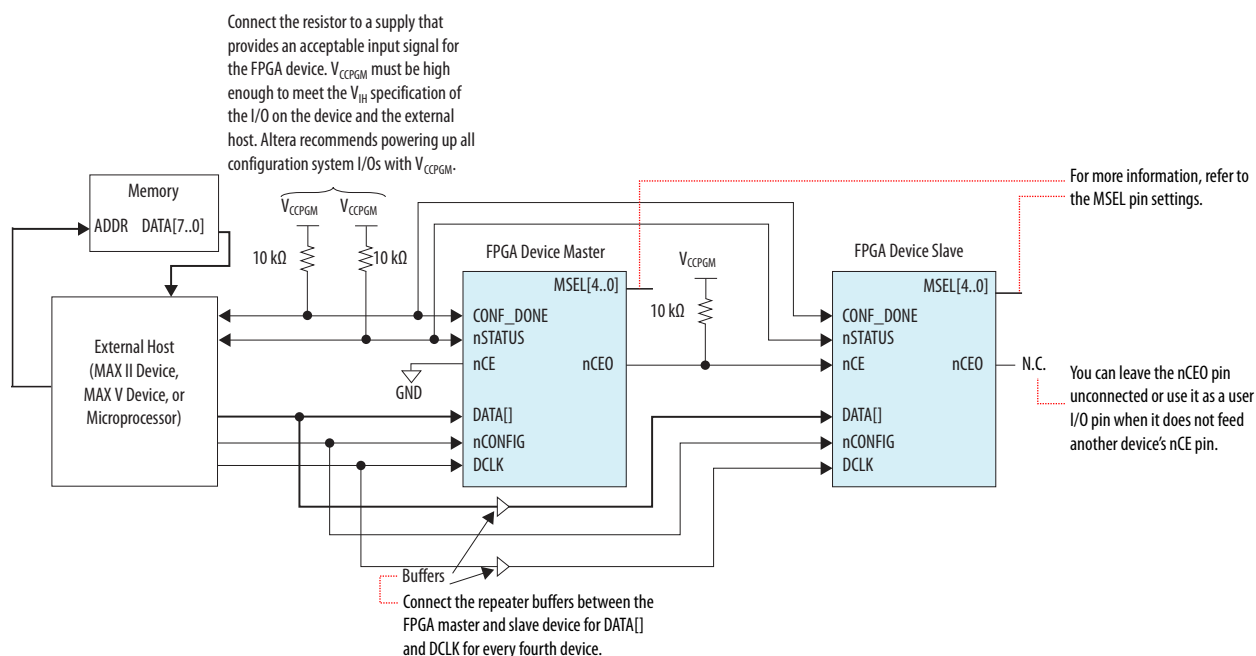 Connect the resistor to a supply that
provides an acceptable input signal for
the FPGA device. VCCPGM must be high
enough to meet the VIH specification of
the I/O on the device and the external
host. Altera recommends powering up all
configuration system I/Os with VCCPGM.
For more information, refer to
the MSEL pin settings.
Memory
ADDR DATA[7..0]
VCCPGM VCCPGM
10 kΩ 10 kΩ
FPGA Device Master
MSEL[4..0]
CONF_DONE
nSTATUS
nCE nCEO
DATA[]
nCONFIG
DCLK
GND
VCCPGM
10 kΩ
FPGA Device Slave
MSEL[4..0]
CONF_DONE
nSTATUS
nCE nCEO
DATA[]
nCONFIG
DCLK
N.C.
You can leave the nCEO pin
unconnected or use it as a user
I/O pin when it does not feed
another device's nCE pin.
External Host
(MAX II Device,
MAX V Device, or
Microprocessor)
Buffers
Connect the repeater buffers between the
FPGA master and slave device for DATA[]
and DCLK for every fourth device.